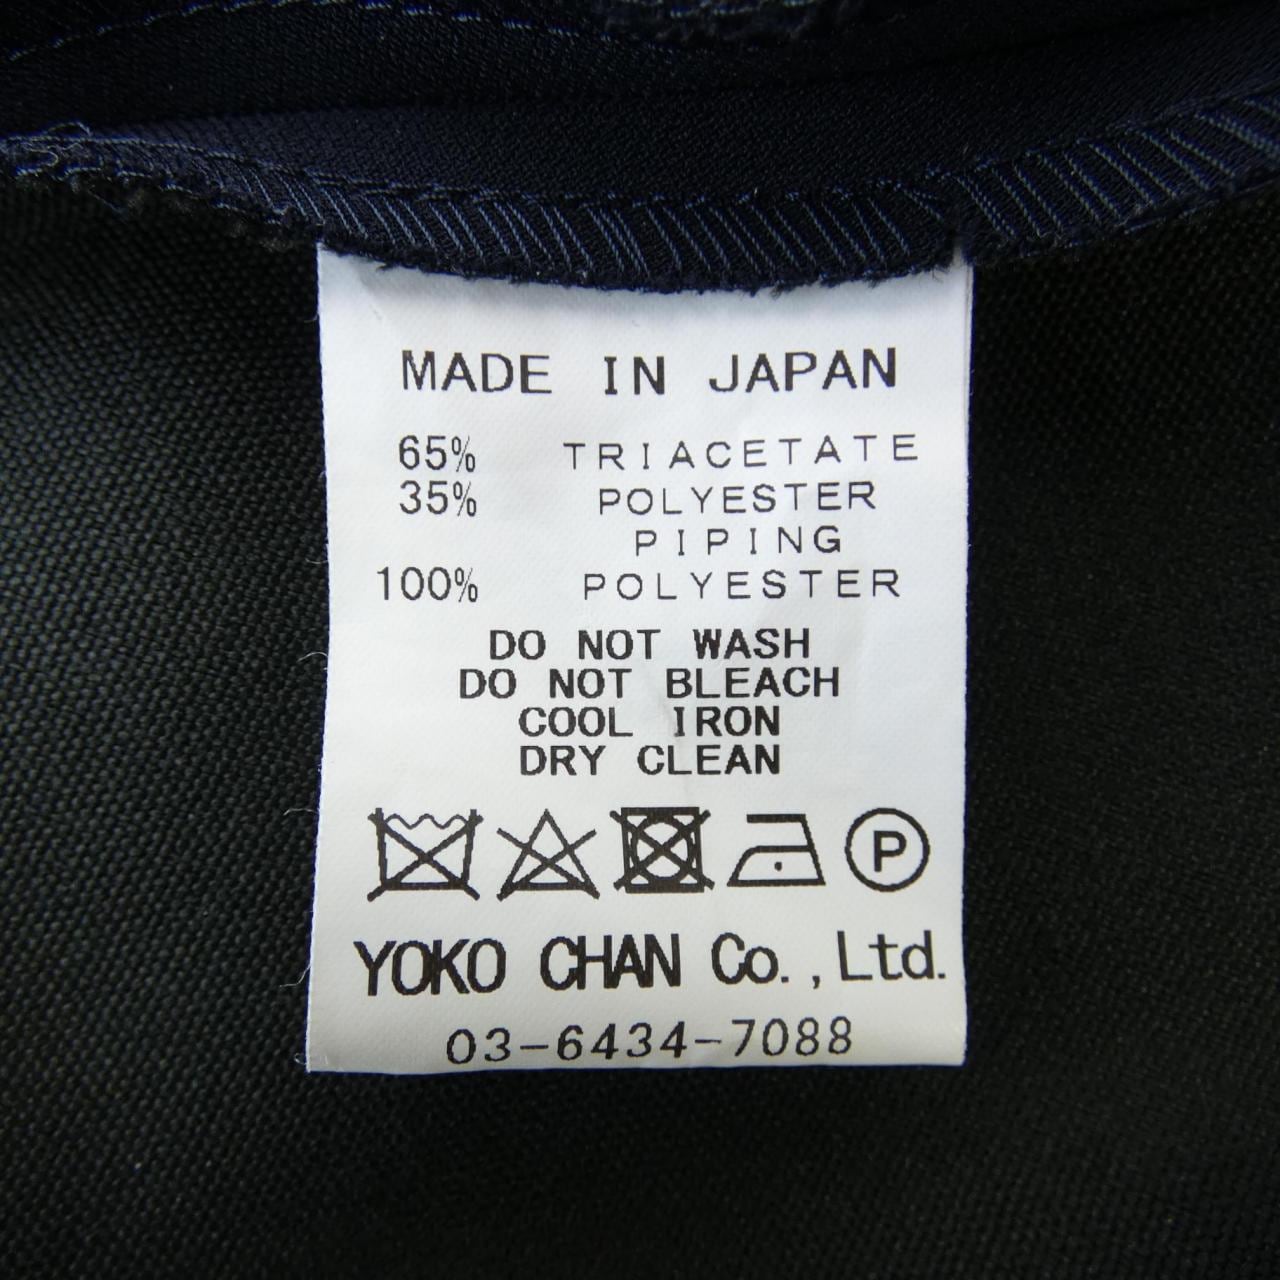 MADE IN JAPAN
65% TRIACETATE
35% POLYESTER
PIPING
100% POLYESTER
DO NOT WASH
DO NOT BLEACH
COOL IRON
DRY CLEAN
P
YOKO CHAN Co.,Ltd.
03-6434-7088